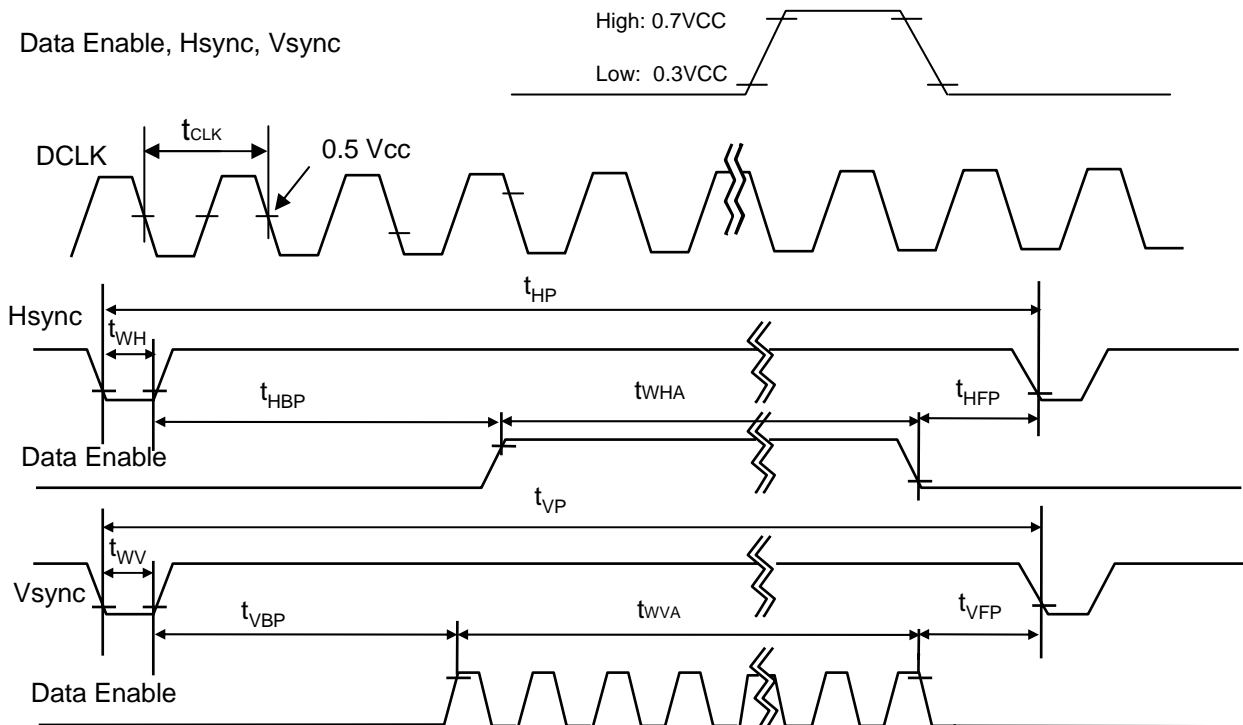 High: 0.7VCC
Data Enable, Hsync, Vsync
Low: 0.3VCC
tCLK
DCLK
0.5 Vcc
tHP
Hsync
tWH
tHBP
tWHA
tHFP
Data Enable
tVP
tWV
Vsync
tVBP
tWVA
tVFP
Data Enable